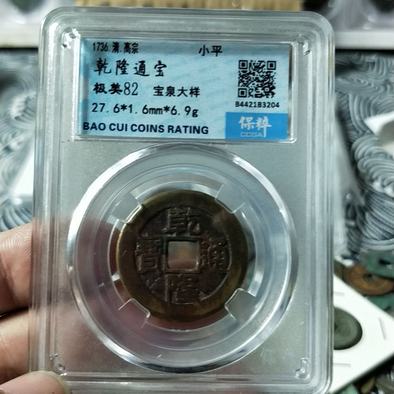 1736 清.高宗 小平
乾隆通宝
极美82 宝泉大样
27.6*1.6mm*6.9g
BAO CUI COINS RATING
B4421B3204
保粹
CCGA
乾隆通寶